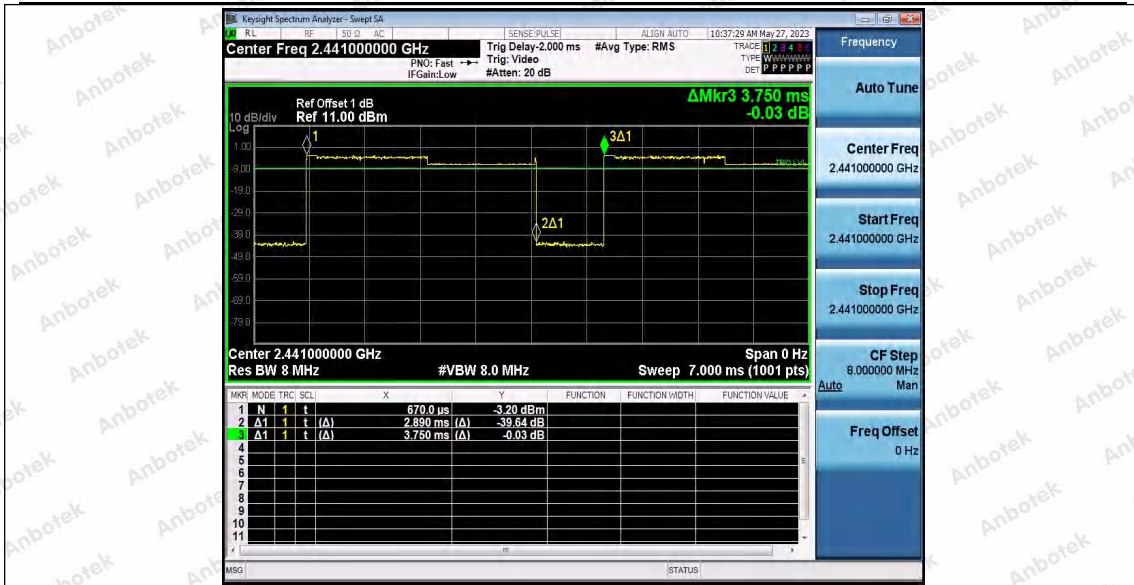 Keysight Spectrum Analyzer - Swept SA
RL RF 50 Ω AC SENSE:PULSE ALIGN AUTO 10:37:29 AM May 27, 2023
Center Freq 2.441000000 GHz
PNO: Fast
IFGain:Low
Trig Delay-2.000 ms
Trig: Video
#Atten: 20 dB
#Avg Type: RMS
TRACE 1 2 3 4 5 6
TYPE WWWWWW
DET P P P P P P
Frequency
Auto Tune
Center Freq
2.441000000 GHz
Start Freq
2.441000000 GHz
Stop Freq
2.441000000 GHz
CF Step
8.000000 MHz
Auto Man
Freq Offset
0 Hz
ΔMkr3 3.750 ms
-0.03 dB
Ref Offset 1 dB
10 dB/div Ref 11.00 dBm
Log
1
3Δ1
1.00
TRIG LVL
-9.00
-19.0
-29.0
2Δ1
-39.0
-49.0
-59.0
-69.0
-79.0
Center 2.441000000 GHz Span 0 Hz
Res BW 8 MHz #VBW 8.0 MHz Sweep 7.000 ms (1001 pts)
MKR MODE TRC SCL X Y FUNCTION FUNCTION WIDTH FUNCTION VALUE
1 N 1 t 670.0 µs -3.20 dBm
2 Δ1 1 t (Δ) 2.890 ms (Δ) -39.64 dB
3 Δ1 1 t (Δ) 3.750 ms (Δ) -0.03 dB
4
5
6
7
8
9
10
11
MSG STATUS
Anbotek